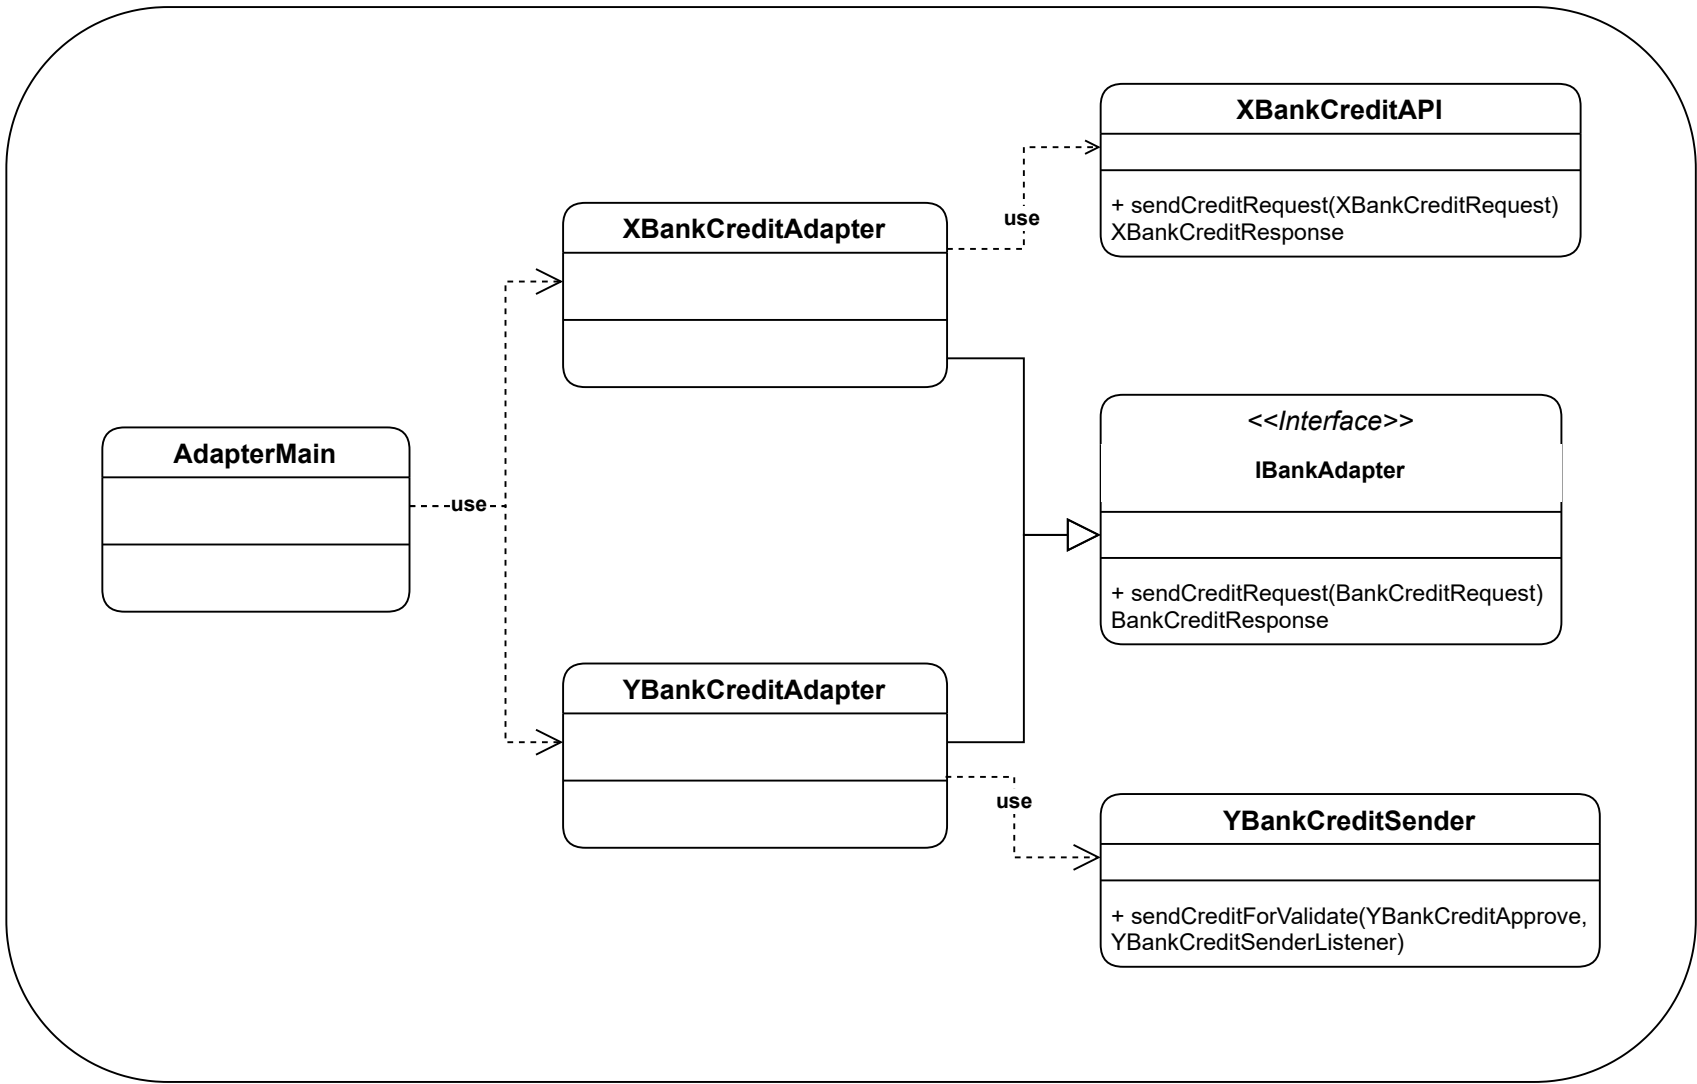 XBankCreditAPI
+ sendCreditRequest(XBankCreditRequest)
XBankCreditResponse
use
XBankCreditAdapter
<<Interface>>
IBankAdapter
+ sendCreditRequest(BankCreditRequest)
BankCreditResponse
AdapterMain
use
YBankCreditAdapter
use
YBankCreditSender
+ sendCreditForValidate(YBankCreditApprove,
YBankCreditSenderListener)